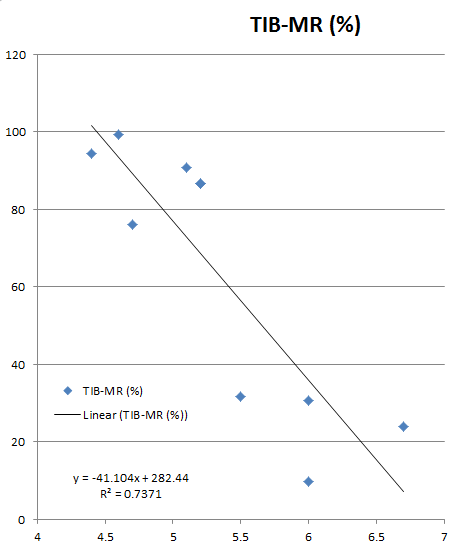 TIB-MR (%)
120
100
80
60
40
20
0
TIB-MR (%)
Linear (TIB-MR (%))
y = -41.104x + 282.44
R² = 0.7371
4
4.5
5
5.5
6
6.5
7